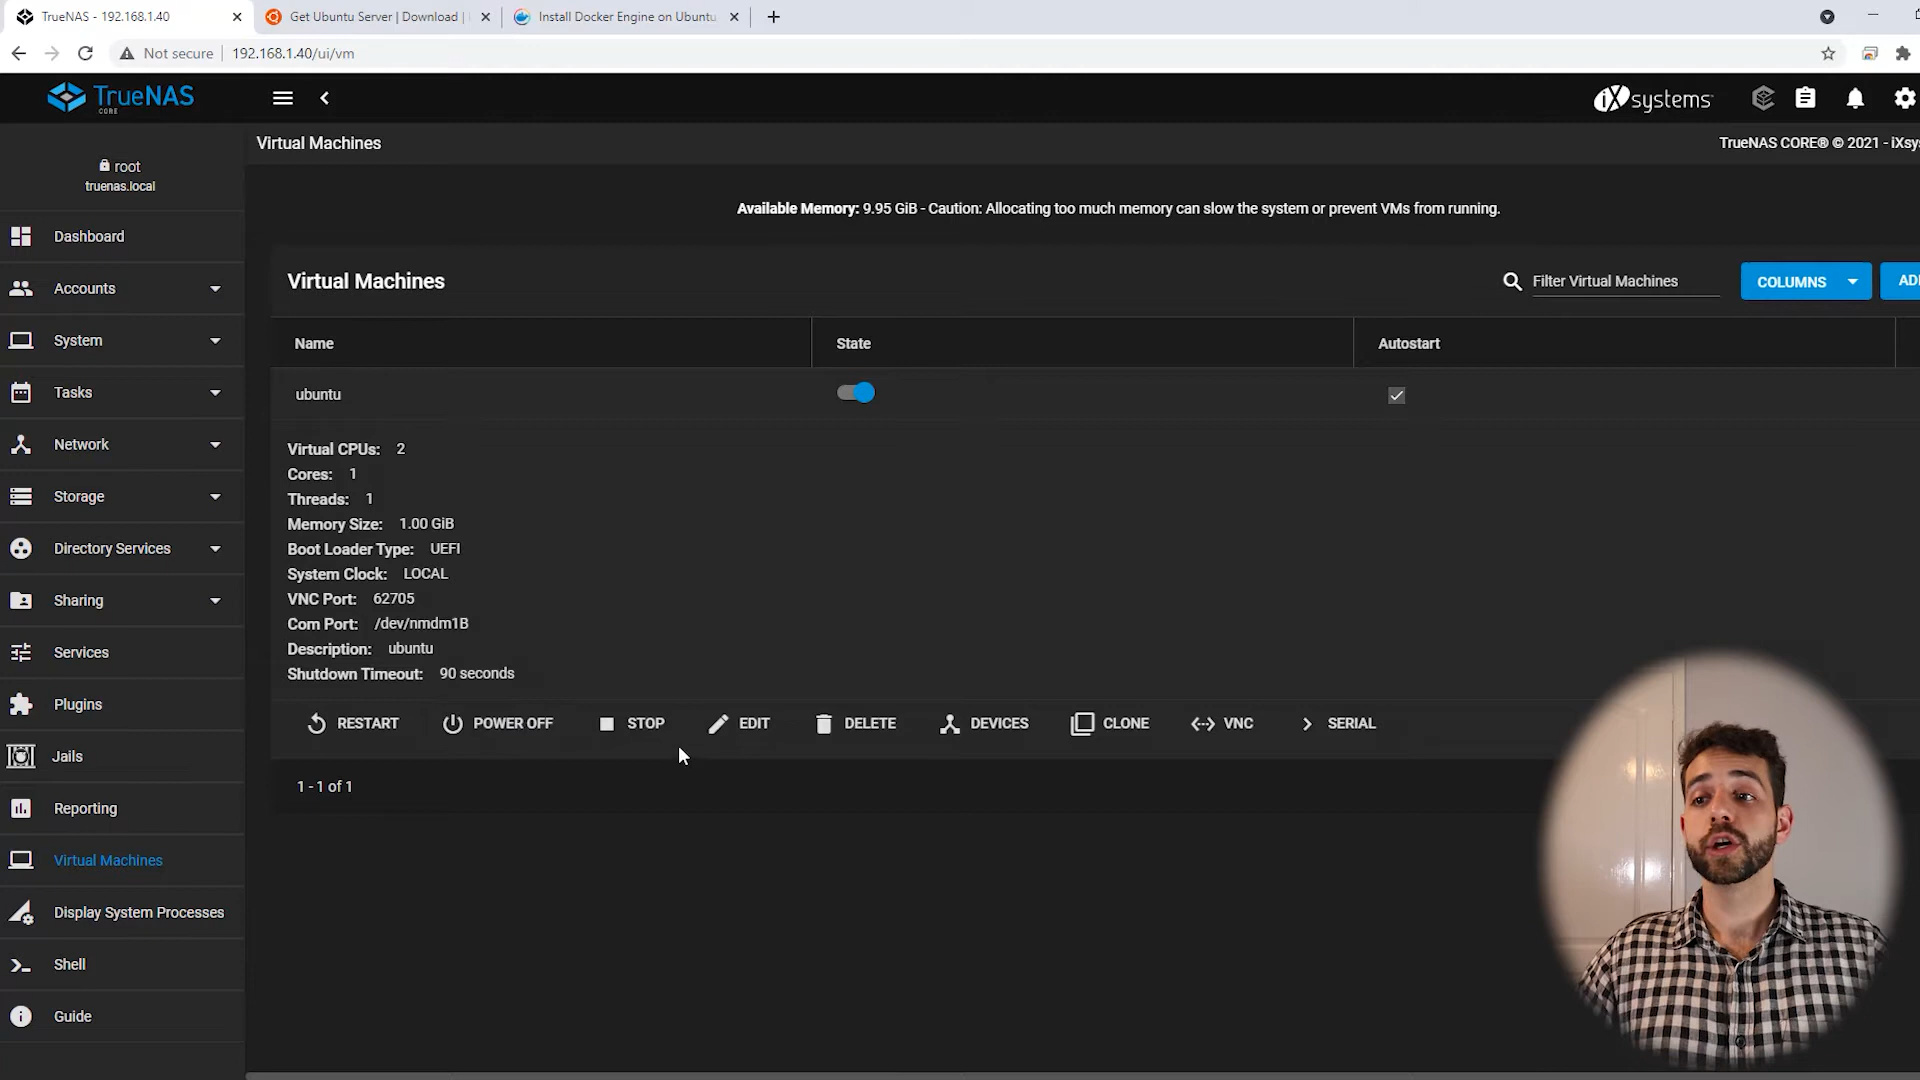 TrueNAS - 192.168.1.40
Get Ubuntu Server | Download |
Install Docker Engine on Ubuntu
Not secure
192.168.1.40/ui/vm
TrueNAS
CORE
iXsystems
Virtual Machines
TrueNAS CORE® © 2021 - iXsys
root
truenas.local
Available Memory: 9.95 GiB - Caution: Allocating too much memory can slow the system or prevent VMs from running.
Dashboard
Accounts
System
Tasks
Network
Storage
Directory Services
Sharing
Services
Plugins
Jails
Reporting
Virtual Machines
Display System Processes
Shell
Guide
Virtual Machines
Filter Virtual Machines
COLUMNS
AD
Name
State
Autostart
ubuntu
Virtual CPUs: 2
Cores: 1
Threads: 1
Memory Size: 1.00 GiB
Boot Loader Type: UEFI
System Clock: LOCAL
VNC Port: 62705
Com Port: /dev/nmdm1B
Description: ubuntu
Shutdown Timeout: 90 seconds
RESTART
POWER OFF
STOP
EDIT
DELETE
DEVICES
CLONE
VNC
SERIAL
1 - 1 of 1